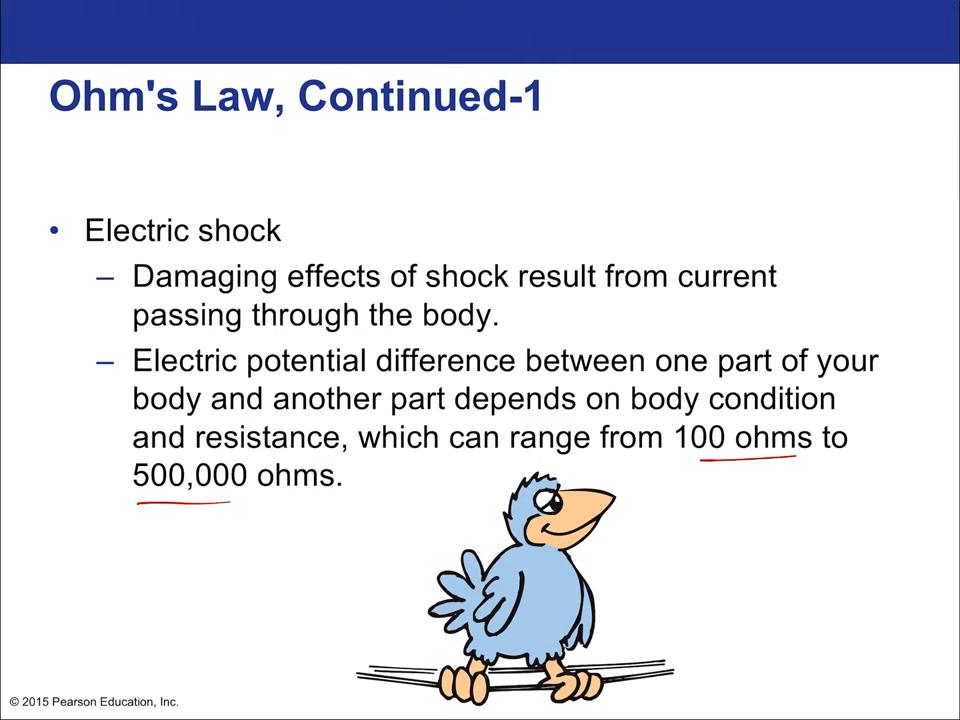 Ohm's Law, Continued-1
• Electric shock
– Damaging effects of shock result from current
passing through the body.
– Electric potential difference between one part of your
body and another part depends on body condition
and resistance, which can range from 100 ohms to
500,000 ohms.
© 2015 Pearson Education, Inc.